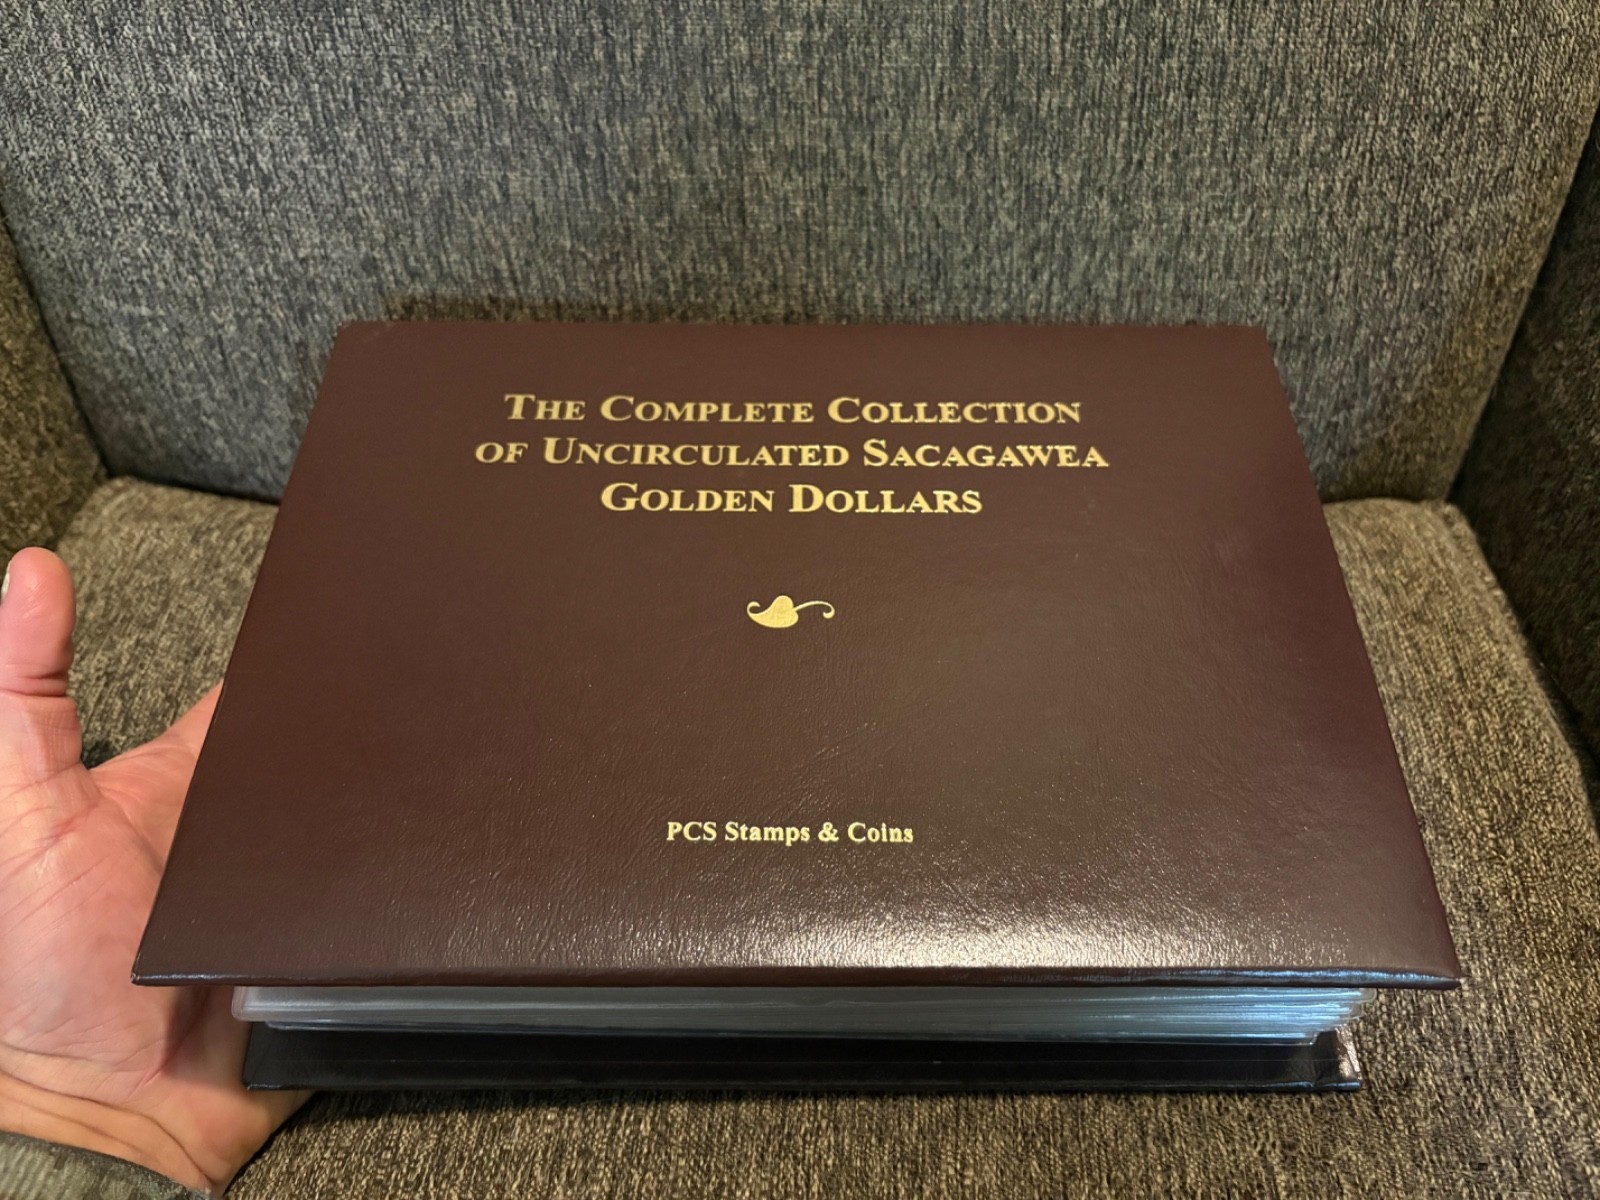 THE COMPLETE COLLECTION
OF UNCIRCULATED SACAGAWEA
GOLDEN DOLLARS
PCS Stamps & Coins